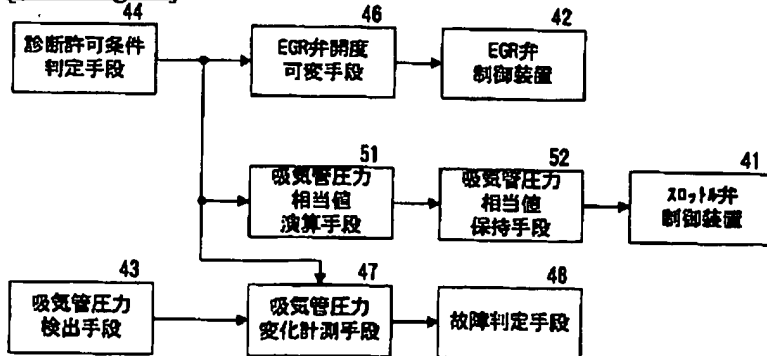 44
診断許可条件
判定手段
46
EGR弁開度
可変手段
42
EGR弁
制御装置
51
吸気管圧力
相当値
演算手段
52
吸気管圧力
相当値
保持手段
41
スロットル弁
制御装置
43
吸気管圧力
検出手段
47
吸気管圧力
変化計測手段
48
故障判定手段